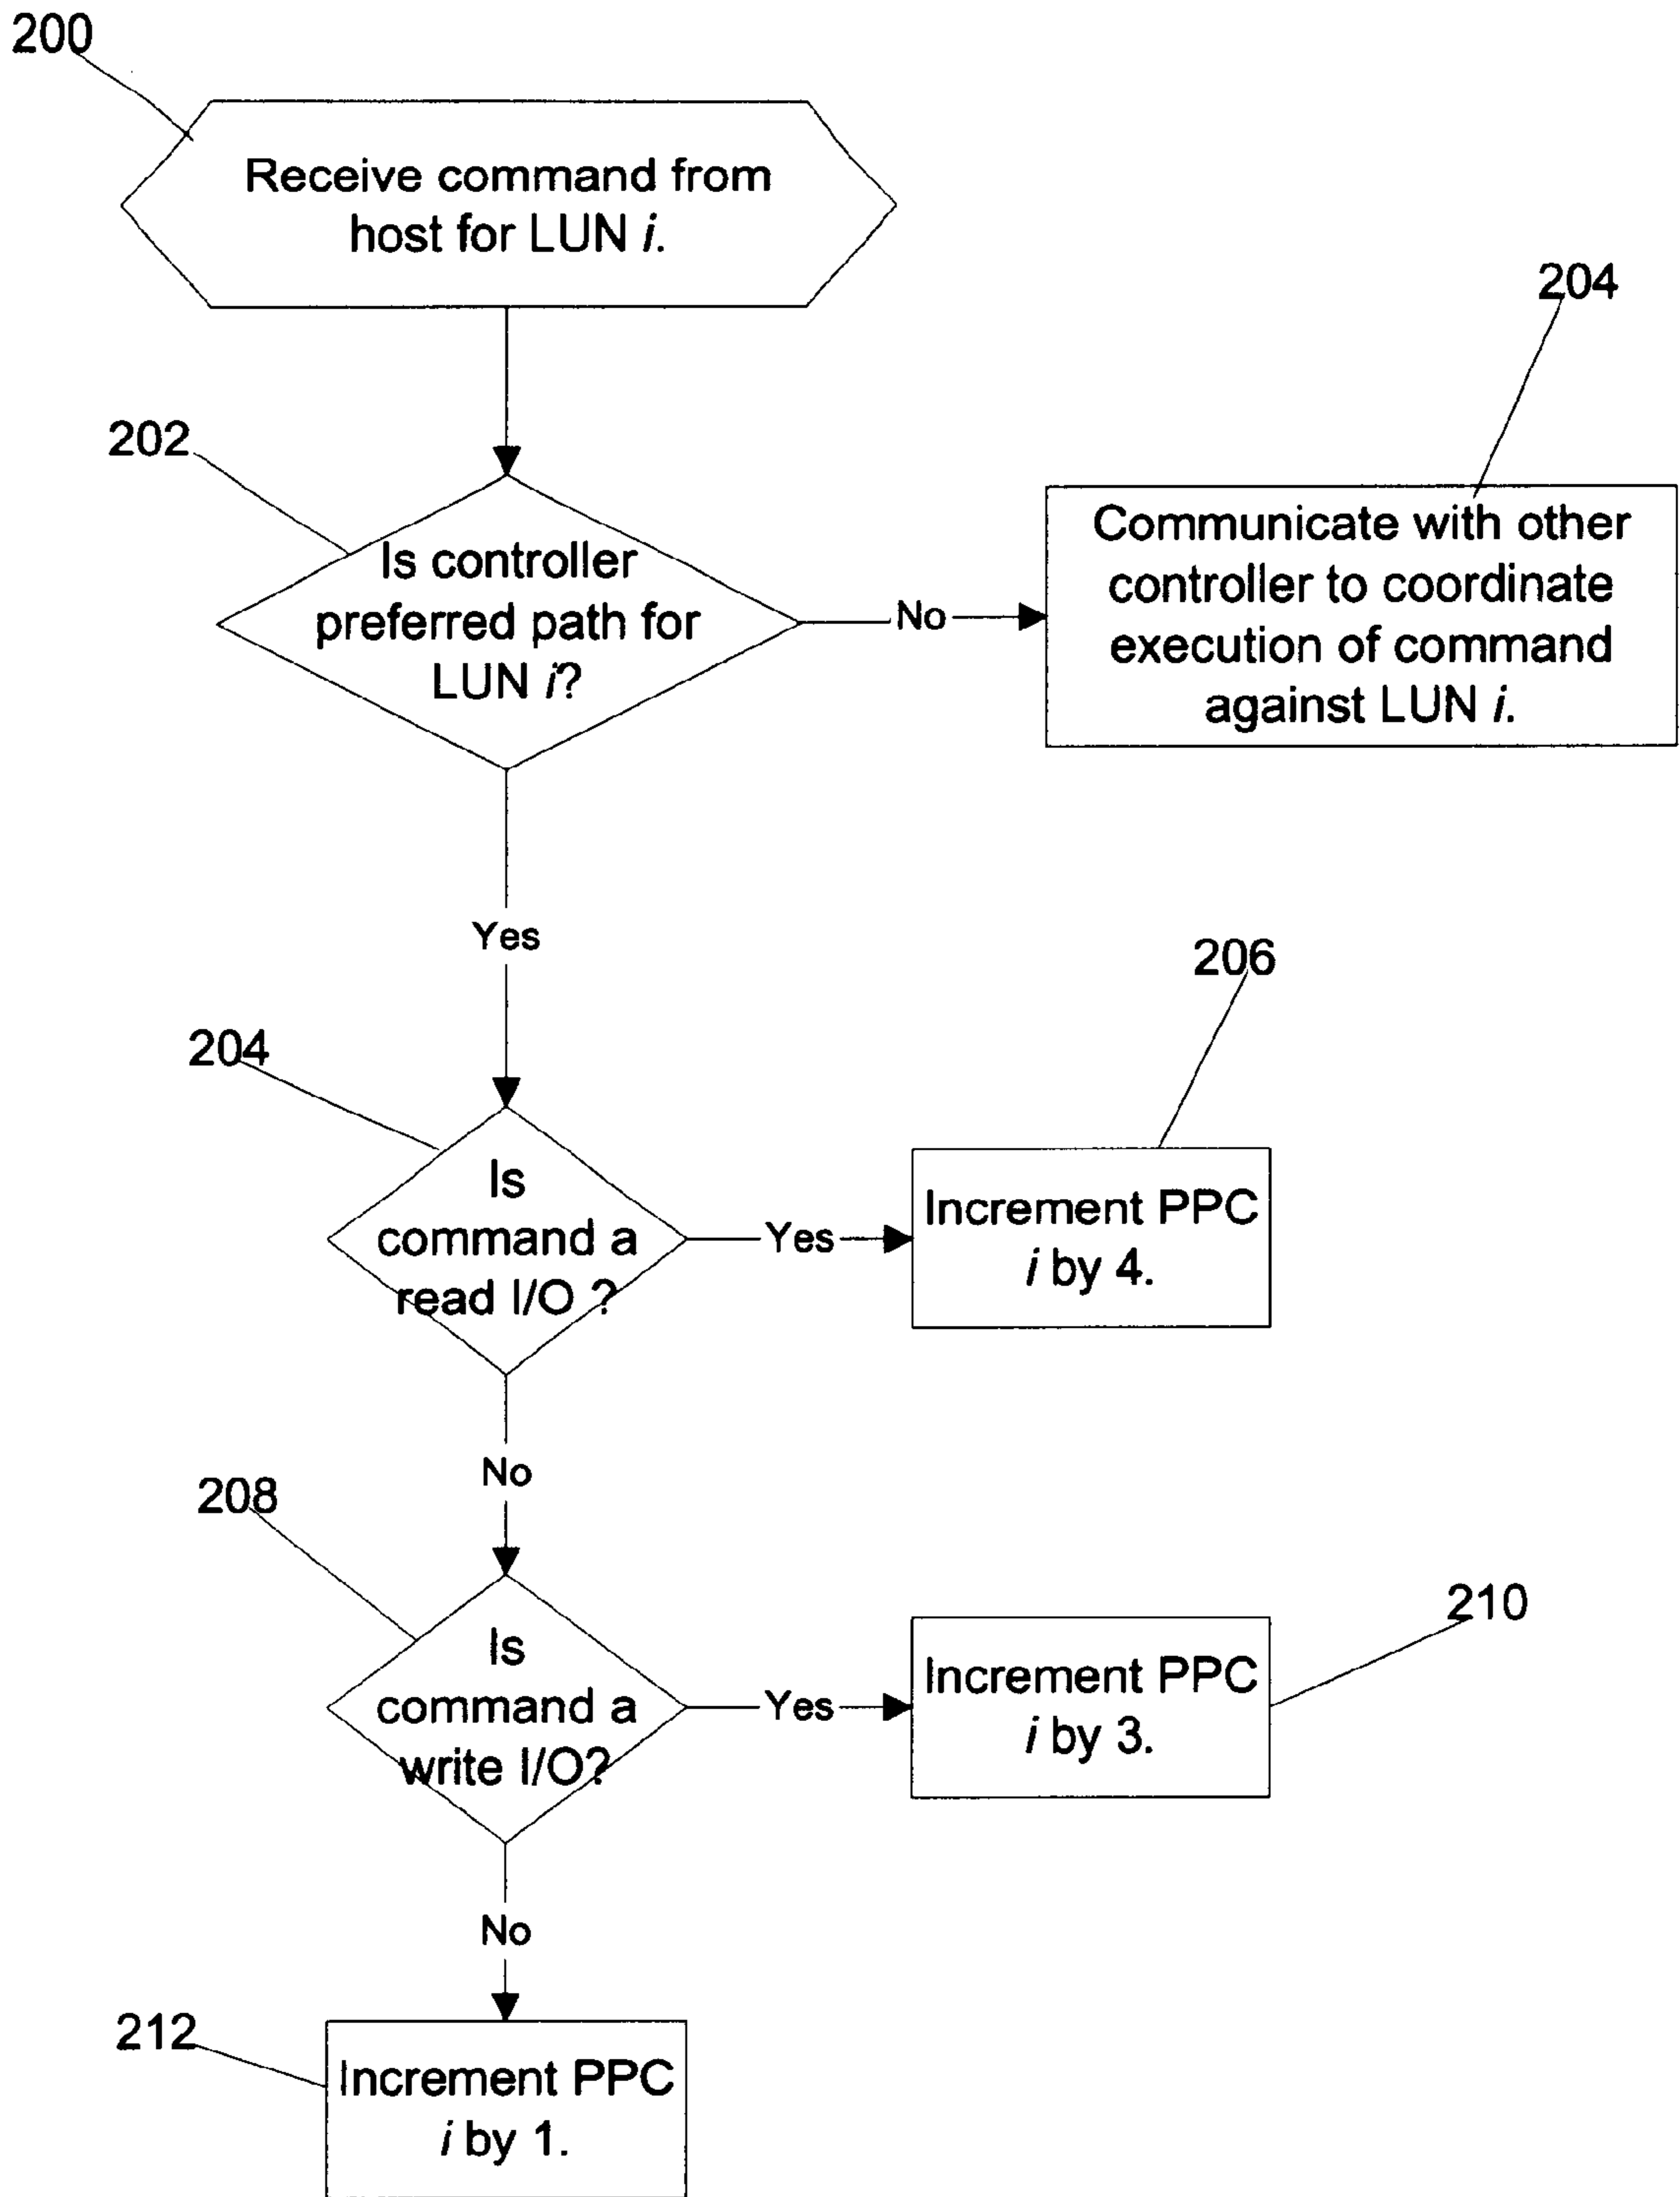 200
Receive command from
host for LUN i.
204
202
Is controller
preferred path for
LUN i?
No
Communicate with other
controller to coordinate
execution of command
against LUN i.
Yes
206
204
Is
command a
read I/O ?
Yes
Increment PPC
i by 4.
No
208
210
Is
command a
write I/O?
Yes
Increment PPC
i by 3.
No
212
Increment PPC
i by 1.